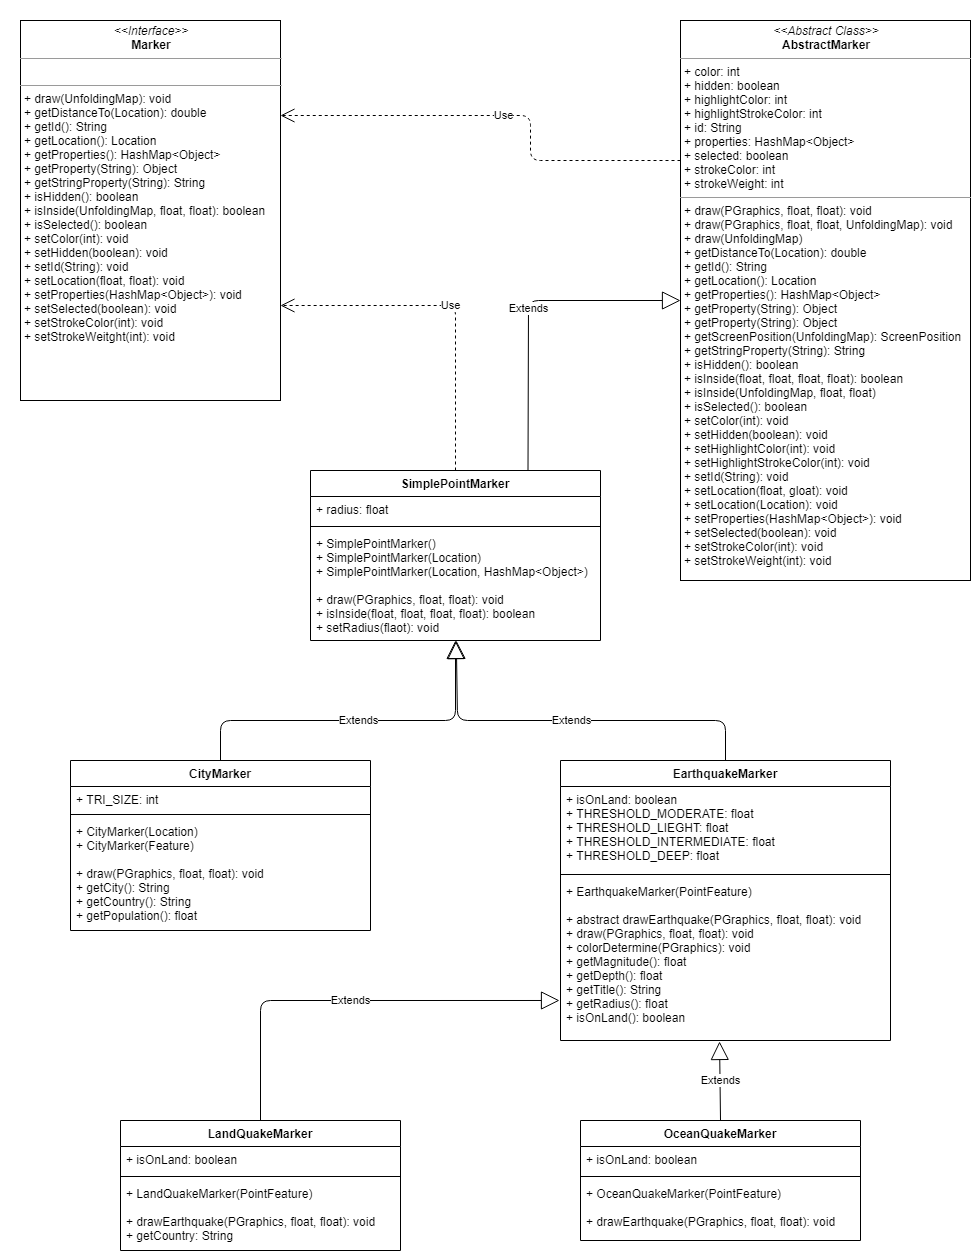 <<Interface>>
Marker
+ draw(UnfoldingMap): void
+ getDistanceTo(Location): double
+ getId(): String
+ getLocation(): Location
+ getProperties(): HashMap<Object>
+ getProperty(String): Object
+ getStringProperty(String): String
+ isHidden(): boolean
+ isInside(UnfoldingMap, float, float): boolean
+ isSelected(): boolean
+ setColor(int): void
+ setHidden(boolean): void
+ setId(String): void
+ setLocation(float, float): void
+ setProperties(HashMap<Object>): void
+ setSelected(boolean): void
+ setStrokeColor(int): void
+ setStrokeWeitght(int): void
Use
Use
Extends
<<Abstract Class>>
AbstractMarker
+ color: int
+ hidden: boolean
+ highlightColor: int
+ highlightStrokeColor: int
+ id: String
+ properties: HashMap<Object>
+ selected: boolean
+ strokeColor: int
+ strokeWeight: int
+ draw(PGraphics, float, float): void
+ draw(PGraphics, float, float, UnfoldingMap): void
+ draw(UnfoldingMap)
+ getDistanceTo(Location): double
+ getId(): String
+ getLocation(): Location
+ getProperties(): HashMap<Object>
+ getProperty(String): Object
+ getProperty(String): Object
+ getScreenPosition(UnfoldingMap): ScreenPosition
+ getStringProperty(String): String
+ isHidden(): boolean
+ isInside(float, float, float, float): boolean
+ isInside(UnfoldingMap, float, float)
+ isSelected(): boolean
+ setColor(int): void
+ setHidden(boolean): void
+ setHighlightColor(int): void
+ setHighlightStrokeColor(int): void
+ setId(String): void
+ setLocation(float, gloat): void
+ setLocation(Location): void
+ setProperties(HashMap<Object>): void
+ setSelected(boolean): void
+ setStrokeColor(int): void
+ setStrokeWeight(int): void
SimplePointMarker
+ radius: float
+ SimplePointMarker()
+ SimplePointMarker(Location)
+ SimplePointMarker(Location, HashMap<Object>)
+ draw(PGraphics, float, float): void
+ isInside(float, float, float, float): boolean
+ setRadius(flaot): void
Extends
Extends
CityMarker
+ TRI_SIZE: int
+ CityMarker(Location)
+ CityMarker(Feature)
+ draw(PGraphics, float, float): void
+ getCity(): String
+ getCountry(): String
+ getPopulation(): float
EarthquakeMarker
+ isOnLand: boolean
+ THRESHOLD_MODERATE: float
+ THRESHOLD_LIEGHT: float
+ THRESHOLD_INTERMEDIATE: float
+ THRESHOLD_DEEP: float
+ EarthquakeMarker(PointFeature)
+ abstract drawEarthquake(PGraphics, float, float): void
+ draw(PGraphics, float, float): void
+ colorDetermine(PGraphics): void
+ getMagnitude(): float
+ getDepth(): float
+ getTitle(): String
+ getRadius(): float
+ isOnLand(): boolean
Extends
Extends
LandQuakeMarker
+ isOnLand: boolean
+ LandQuakeMarker(PointFeature)
+ drawEarthquake(PGraphics, float, float): void
+ getCountry: String
OceanQuakeMarker
+ isOnLand: boolean
+ OceanQuakeMarker(PointFeature)
+ drawEarthquake(PGraphics, float, float): void